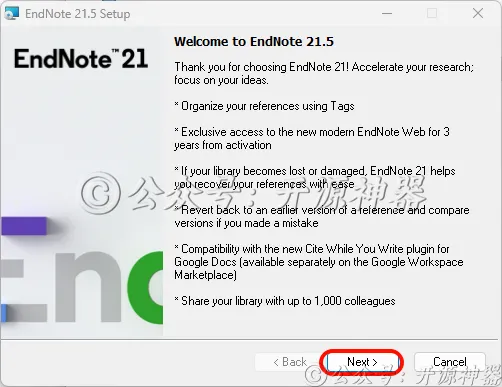 EndNote 21.5 Setup
EndNote™ 21
Welcome to EndNote 21.5
Thank you for choosing EndNote 21! Accelerate your research;
focus on your ideas.
* Organize your references using Tags
* Exclusive access to the new modern EndNote Web for 3
years from activation
* If your library becomes lost or damaged, EndNote 21 helps
you recover your references with ease
* Revert back to an earlier version of a reference and compare
versions if you made a mistake
* Compatibility with the new Cite While You Write plugin for
Google Docs (available separately on the Google Workspace
Marketplace)
* Share your library with up to 1,000 colleagues
公众号：开源神器
< Back
Next >
Cancel
公众号：开源神器